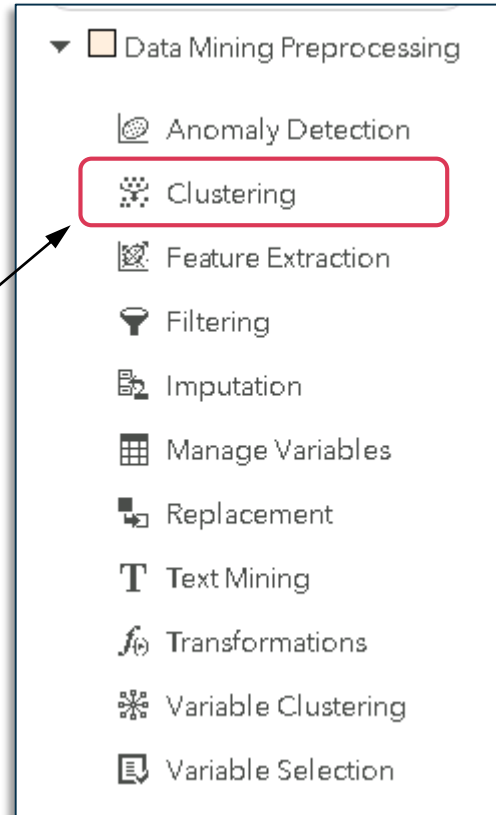 Data Mining Preprocessing
Anomaly Detection
Clustering
Feature Extraction
Filtering
Imputation
Manage Variables
Replacement
Text Mining
Transformations
Variable Clustering
Variable Selection